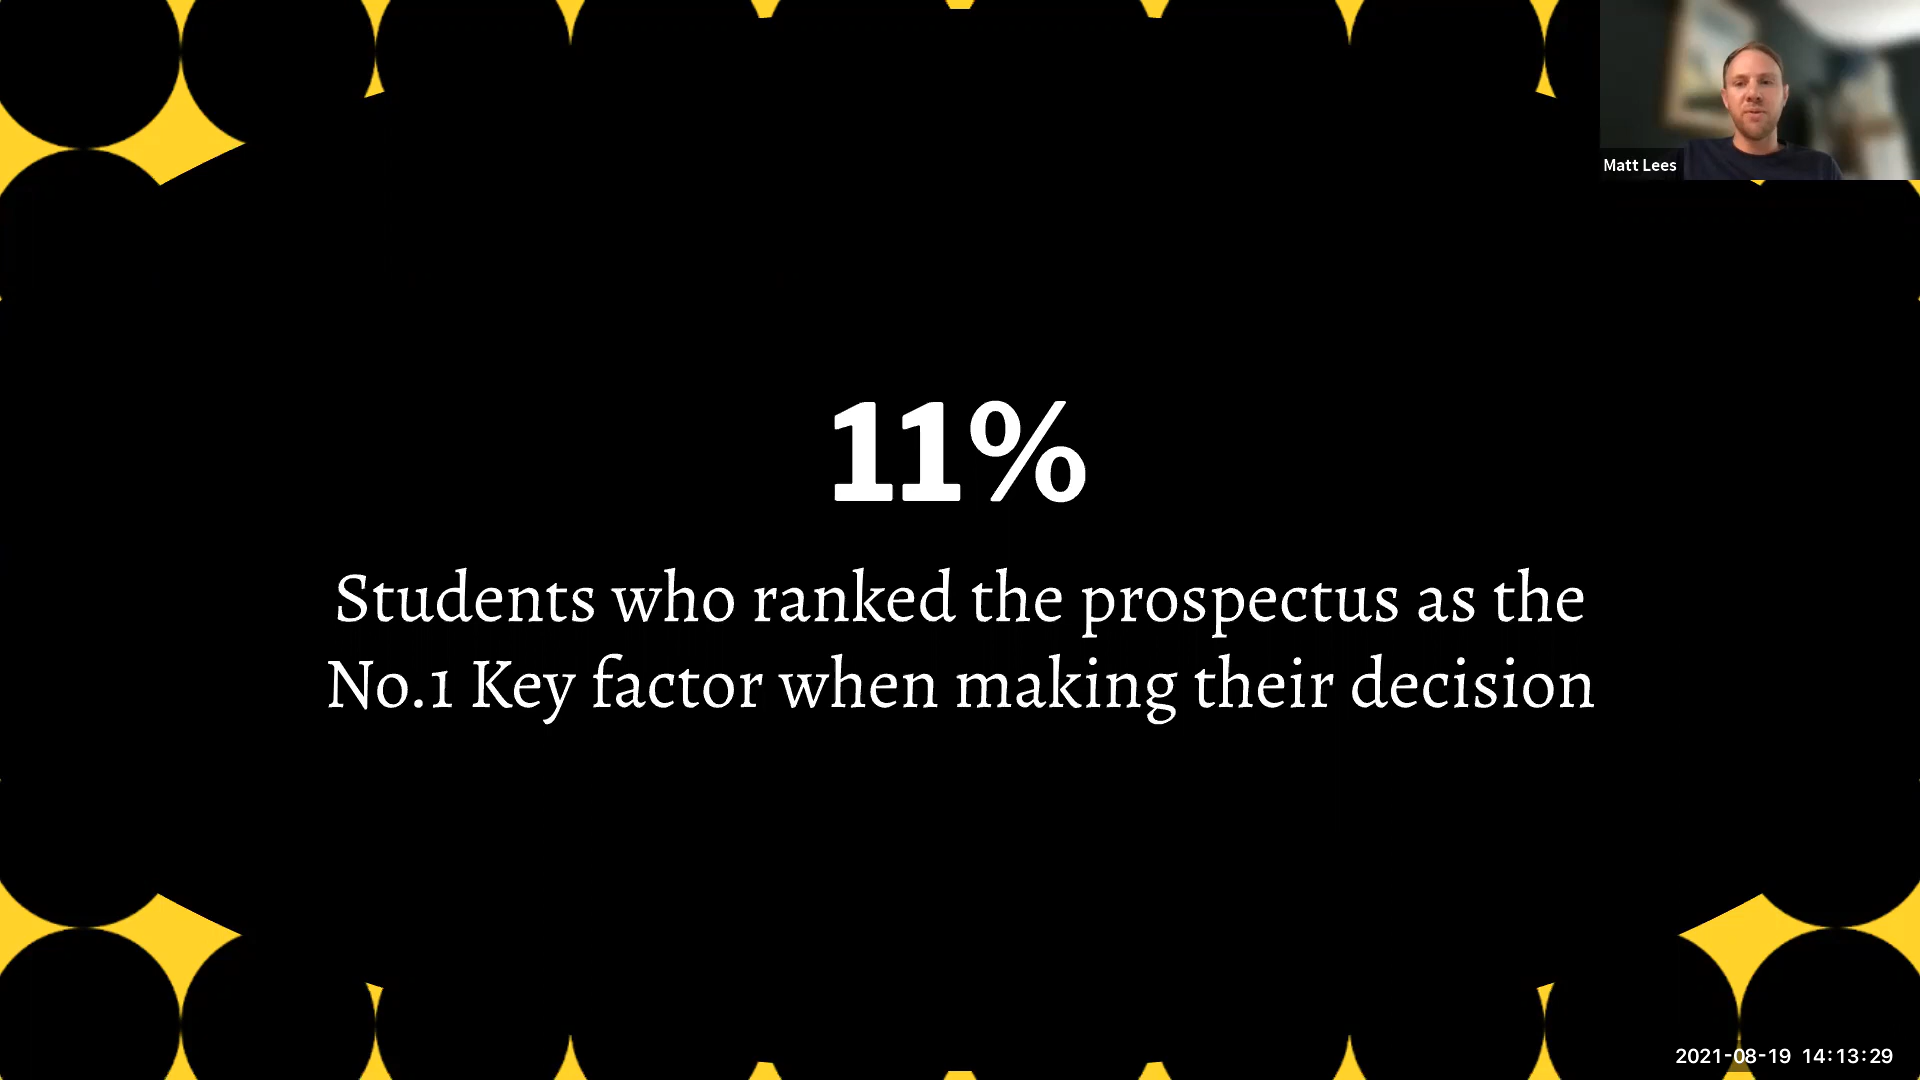 Matt Lees
11%
Students who ranked the prospectus as the
No.1 Key factor when making their decision
2021-08-19 14:13:29